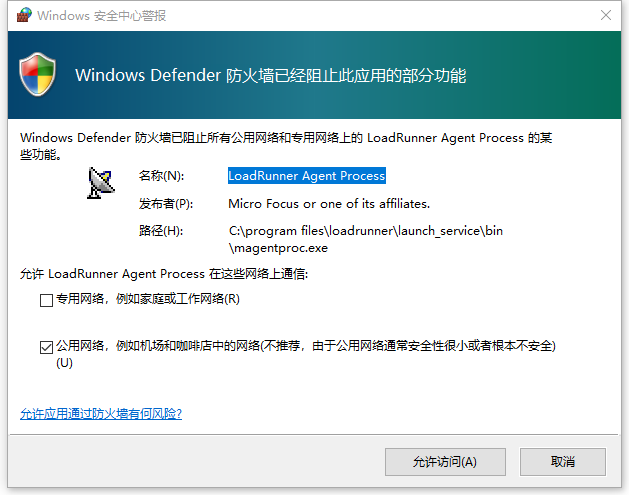 Windows 安全中心警报
Windows Defender 防火墙已经阻止此应用的部分功能
Windows Defender 防火墙已阻止所有公用网络和专用网络上的 LoadRunner Agent Process 的某
些功能。
名称(N): LoadRunner Agent Process
发布者(P): Micro Focus or one of its affiliates.
路径(H): C:\program files\loadrunner\launch_service\bin
\magentproc.exe
允许 LoadRunner Agent Process 在这些网络上通信:
专用网络，例如家庭或工作网络(R)
公用网络，例如机场和咖啡店中的网络(不推荐，由于公用网络通常安全性很小或者根本不安全)
(U)
允许应用通过防火墙有何风险?
允许访问(A) 取消